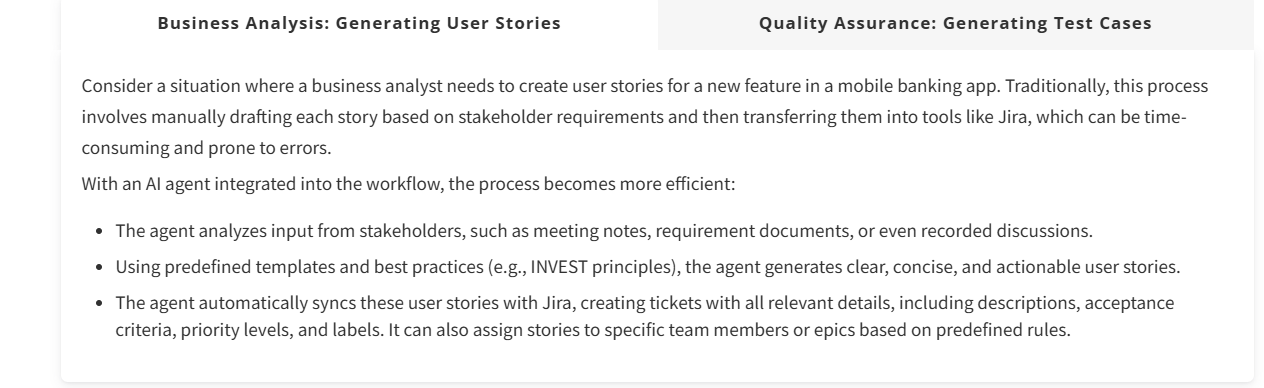 Business Analysis: Generating User Stories
Quality Assurance: Generating Test Cases
Consider a situation where a business analyst needs to create user stories for a new feature in a mobile banking app. Traditionally, this process
involves manually drafting each story based on stakeholder requirements and then transferring them into tools like Jira, which can be time-
consuming and prone to errors.
With an AI agent integrated into the workflow, the process becomes more efficient:
• The agent analyzes input from stakeholders, such as meeting notes, requirement documents, or even recorded discussions.
• Using predefined templates and best practices (e.g., INVEST principles), the agent generates clear, concise, and actionable user stories.
• The agent automatically syncs these user stories with Jira, creating tickets with all relevant details, including descriptions, acceptance
criteria, priority levels, and labels. It can also assign stories to specific team members or epics based on predefined rules.